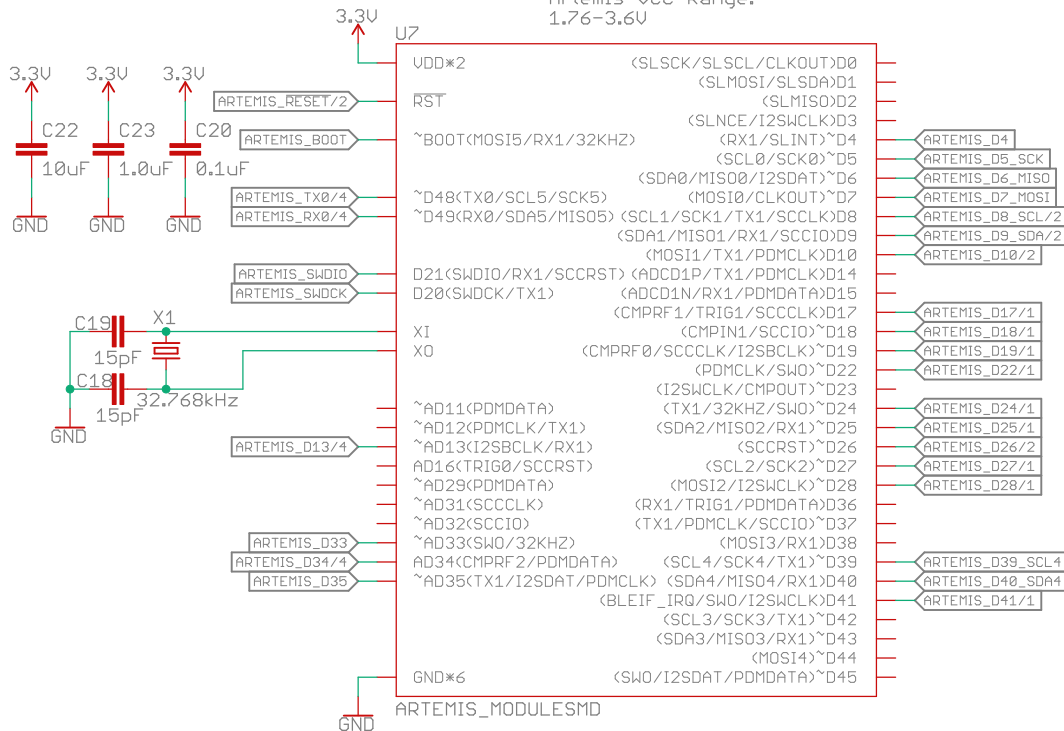 Artemis VCC Range:
1.76-3.6V
3.3V
U7
3.3V 3.3V 3.3V
C22 C23 C20
10uF 1.0uF 0.1uF
GND GND GND
ARTEMIS_RESET/2
ARTEMIS_BOOT
ARTEMIS_TX0/4
ARTEMIS_RX0/4
ARTEMIS_SWDIO
ARTEMIS_SWDCK
C19 X1
15pF
C18 32.768kHz
15pF
GND
ARTEMIS_D13/4
ARTEMIS_D33
ARTEMIS_D34/4
ARTEMIS_D35
GND
VDD*2
RST
~BOOT(MOSI5/RX1/32KHZ)
~D48(TX0/SCL5/SCK5)
~D49(RX0/SDA5/MISO5)
D21(SWDIO/RX1/SCCRST)
D20(SWDCK/TX1)
XI
XO
~AD11(PDMDATA)
~AD12(PDMCLK/TX1)
~AD13(I2SBCLK/RX1)
AD16(TRIG0/SCCRST)
~AD29(PDMDATA)
~AD31(SCCCLK)
~AD32(SCCIO)
~AD33(SWO/32KHZ)
AD34(CMPRF2/PDMDATA)
~AD35(TX1/I2SDAT/PDMCLK)
GND*6
(SLSCK/SLSCL/CLKOUT)D0
(SLMOSI/SLSDA)D1
(SLMISO)D2
(SLNCE/I2SWCLK)D3
(RX1/SLINT)~D4
(SCL0/SCK0)~D5
(SDA0/MISO0/I2SDAT)~D6
(MOSI0/CLKOUT)~D7
(SCL1/SCK1/TX1/SCCLK)D8
(SDA1/MISO1/RX1/SCCIO)D9
(MOSI1/TX1/PDMCLK)D10
(ADCD1P/TX1/PDMCLK)D14
(ADCD1N/RX1/PDMDATA)D15
(CMPRF1/TRIG1/SCCCLK)D17
(CMPIN1/SCCIO)~D18
(CMPRF0/SCCCLK/I2SBCLK)~D19
(PDMCLK/SWO)~D22
(I2SWCLK/CMPOUT)~D23
(TX1/32KHZ/SWO)~D24
(SDA2/MISO2/RX1)~D25
(SCCRST)~D26
(SCL2/SCK2)~D27
(MOSI2/I2SWCLK)~D28
(RX1/TRIG1/PDMDATA)D36
(TX1/PDMCLK/SCCIO)~D37
(MOSI3/RX1)D38
(SCL4/SCK4/TX1)~D39
(SDA4/MISO4/RX1)D40
(BLEIF_IRQ/SWO/I2SWCLK)D41
(SCL3/SCK3/TX1)~D42
(SDA3/MISO3/RX1)~D43
(MOSI4)~D44
(SWO/I2SDAT/PDMDATA)~D45
ARTEMIS_D4
ARTEMIS_D5_SCK
ARTEMIS_D6_MISO
ARTEMIS_D7_MOSI
ARTEMIS_D8_SCL/2
ARTEMIS_D9_SDA/2
ARTEMIS_D10/2
ARTEMIS_D17/1
ARTEMIS_D18/1
ARTEMIS_D19/1
ARTEMIS_D22/1
ARTEMIS_D24/1
ARTEMIS_D25/1
ARTEMIS_D26/2
ARTEMIS_D27/1
ARTEMIS_D28/1
ARTEMIS_D39_SCL4
ARTEMIS_D40_SDA4
ARTEMIS_D41/1
ARTEMIS_MODULESMD